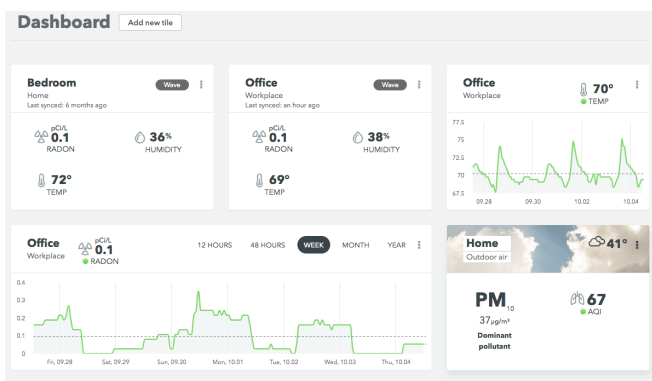 Dashboard
Add new tile
Bedroom
Wave
Home
Last synced: 6 months ago
pCi/L
0.1
RADON
36%
HUMIDITY
72°
TEMP
Office
Wave
Workplace
Last synced: an hour ago
pCi/L
0.1
RADON
38%
HUMIDITY
69°
TEMP
Office
Workplace
70°
TEMP
77.5
75
72.5
70
67.5
09.28 09.30 10.02 10.04
Office
Workplace
pCi/L
0.1
RADON
12 HOURS 48 HOURS WEEK MONTH YEAR
0.4
0.3
0.2
0.1
0
Fri, 09.28 Sat, 09.29 Sun, 09.30 Mon, 10.01 Tue, 10.02 Wed, 10.03 Thu, 10.04
Home
Outdoor air
41°
PM10
37µg/m³
Dominant
pollutant
67
AQI